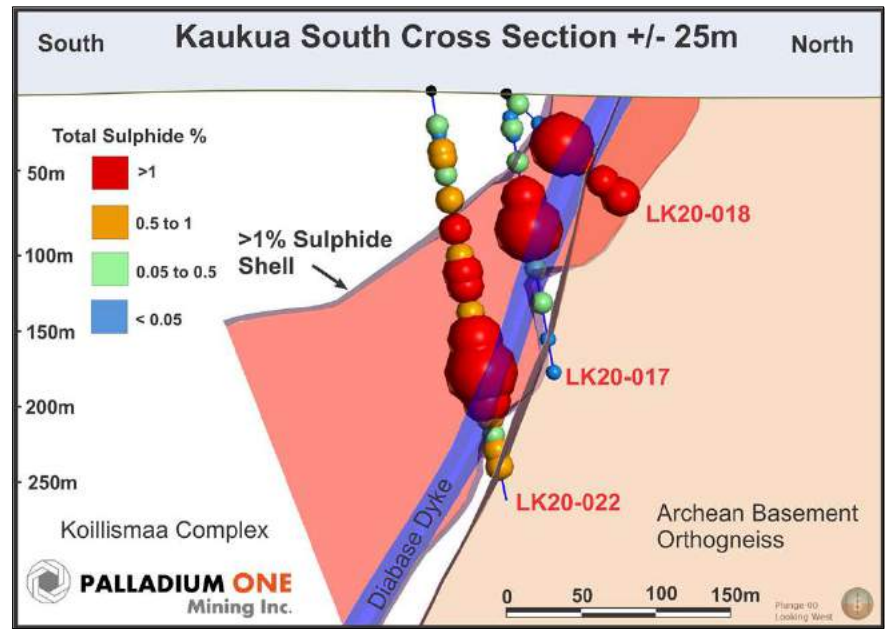 South
Kaukua South Cross Section +/- 25m
North
Total Sulphide %
>1
0.5 to 1
0.05 to 0.5
< 0.05
50m
100m
150m
200m
250m
>1% Sulphide
Shell
LK20-018
LK20-017
LK20-022
Diabase Dyke
Koillismaa Complex
Archean Basement
Orthogneiss
PALLADIUM ONE
Mining Inc.
0 50 100 150m
Plunge 00
Looking West